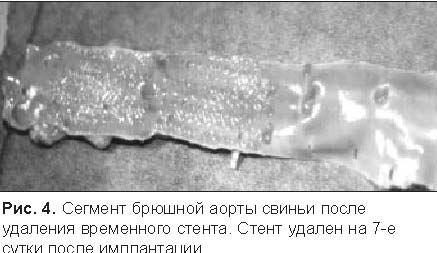 Рис. 4. Сегмент брюшной аорты свиньи после
удаления временного стента. Стент удален на 7-е
сутки после имплантации